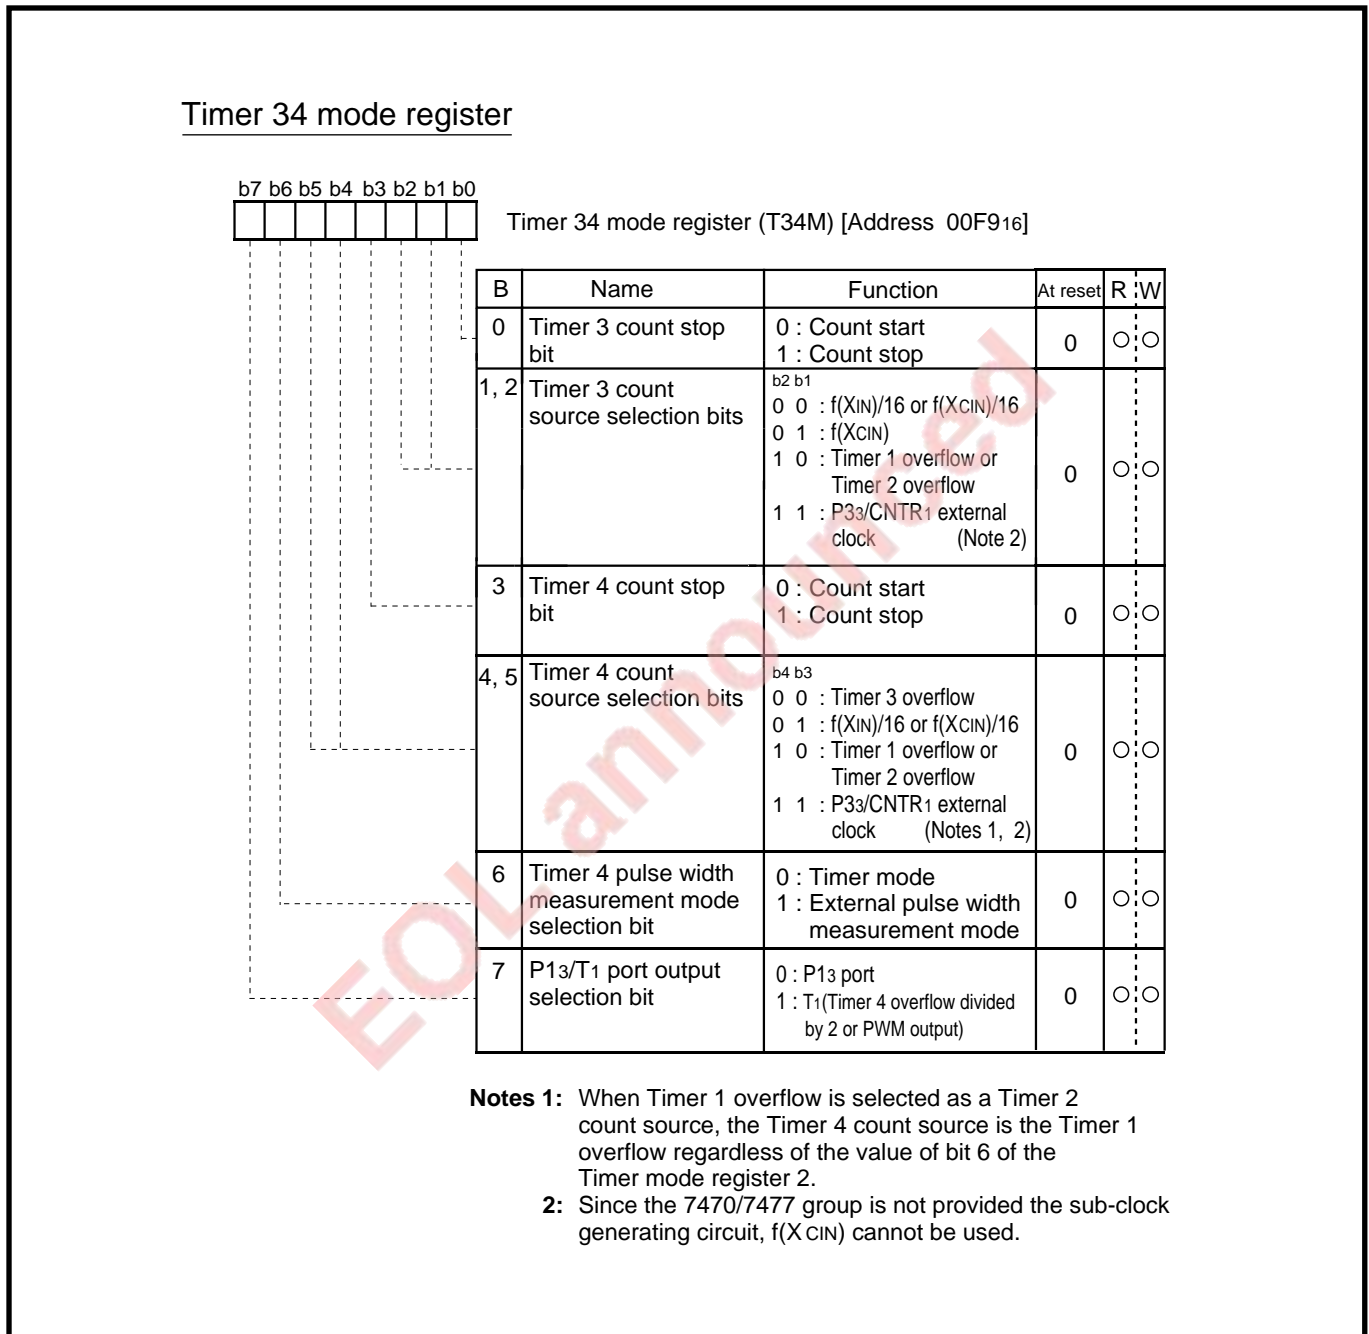 Timer 34 mode register
b7 b6 b5 b4 b3 b2 b1 b0
Timer 34 mode register (T34M) [Address 00F916]
B Name Function At reset R W
0 Timer 3 count stop bit 0 : Count start
1 : Count stop 0 ○ ○
1, 2 Timer 3 count source selection bits b2 b1
0 0 : f(XIN)/16 or f(XCIN)/16
0 1 : f(XCIN)
1 0 : Timer 1 overflow or
Timer 2 overflow
1 1 : P33/CNTR1 external
clock (Note 2) 0 ○ ○
3 Timer 4 count stop bit 0 : Count start
1 : Count stop 0 ○ ○
4, 5 Timer 4 count source selection bits b4 b3
0 0 : Timer 3 overflow
0 1 : f(XIN)/16 or f(XCIN)/16
1 0 : Timer 1 overflow or
Timer 2 overflow
1 1 : P33/CNTR1 external
clock (Notes 1, 2) 0 ○ ○
6 Timer 4 pulse width measurement mode selection bit 0 : Timer mode
1 : External pulse width
measurement mode 0 ○ ○
7 P13/T1 port output selection bit 0 : P13 port
1 : T1(Timer 4 overflow divided
by 2 or PWM output) 0 ○ ○
Notes 1: When Timer 1 overflow is selected as a Timer 2
count source, the Timer 4 count source is the Timer 1
overflow regardless of the value of bit 6 of the
Timer mode register 2.
2: Since the 7470/7477 group is not provided the sub-clock
generating circuit, f(XCIN) cannot be used.
EOL announced